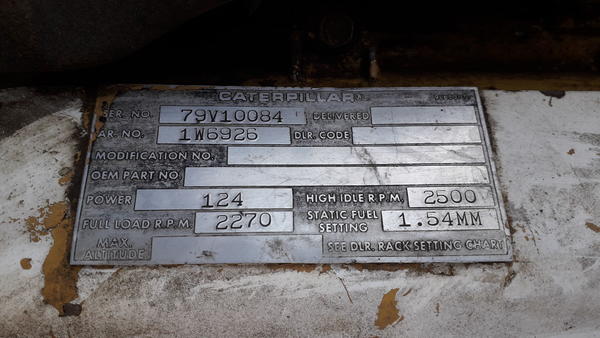 CATERPILLAR
SER. NO. 79V10084 DELIVERED
AR. NO. 1W6926 DLR. CODE
MODIFICATION NO.
OEM PART NO.
POWER 124 HIGH IDLE R.P.M. 2500
FULL LOAD R.P.M. 2270 STATIC FUEL SETTING 1.54MM
MAX. ALTITUDE SEE DLR. RACK SETTING CHART